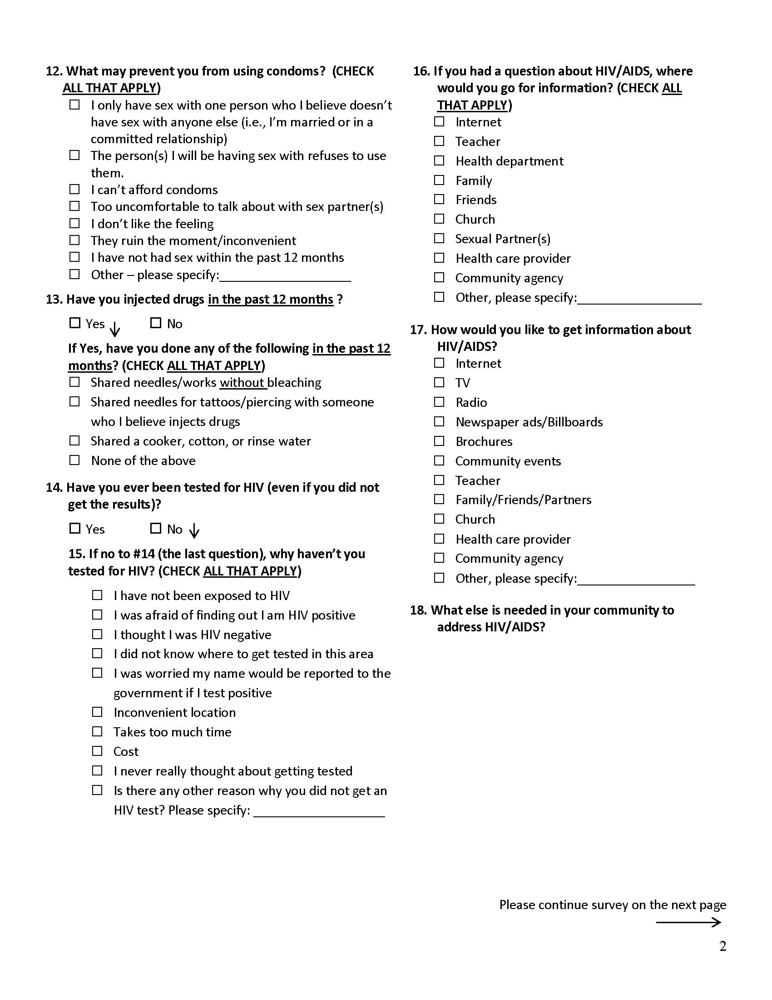 12. What may prevent you from using condoms?  (CHECK
ALL THAT APPLY)
☐ I only have sex with one person who I believe doesn’t
have sex with anyone else (i.e., I’m married or in a
committed relationship)
☐ The person(s) I will be having sex with refuses to use
them.
☐ I can’t afford condoms
☐ Too uncomfortable to talk about with sex partner(s)
☐ I don’t like the feeling
☐ They ruin the moment/inconvenient
☐ I have not had sex within the past 12 months
☐ Other – please specify:___________________
13. Have you injected drugs in the past 12 months ?
☐ Yes ↓ ☐ No
If Yes, have you done any of the following in the past 12
months? (CHECK ALL THAT APPLY)
☐ Shared needles/works without bleaching
☐ Shared needles for tattoos/piercing with someone
who I believe injects drugs
☐ Shared a cooker, cotton, or rinse water
☐ None of the above
14. Have you ever been tested for HIV (even if you did not
get the results)?
☐ Yes ☐ No ↓
15. If no to #14 (the last question), why haven’t you
tested for HIV? (CHECK ALL THAT APPLY)
☐ I have not been exposed to HIV
☐ I was afraid of finding out I am HIV positive
☐ I thought I was HIV negative
☐ I did not know where to get tested in this area
☐ I was worried my name would be reported to the
government if I test positive
☐ Inconvenient location
☐ Takes too much time
☐ Cost
☐ I never really thought about getting tested
☐ Is there any other reason why you did not get an
HIV test? Please specify: ___________________
16. If you had a question about HIV/AIDS, where
would you go for information? (CHECK ALL
THAT APPLY)
☐ Internet
☐ Teacher
☐ Health department
☐ Family
☐ Friends
☐ Church
☐ Sexual Partner(s)
☐ Health care provider
☐ Community agency
☐ Other, please specify:__________________
17. How would you like to get information about
HIV/AIDS?
☐ Internet
☐ TV
☐ Radio
☐ Newspaper ads/Billboards
☐ Brochures
☐ Community events
☐ Teacher
☐ Family/Friends/Partners
☐ Church
☐ Health care provider
☐ Community agency
☐ Other, please specify:_________________
18. What else is needed in your community to
address HIV/AIDS?
Please continue survey on the next page
→
2